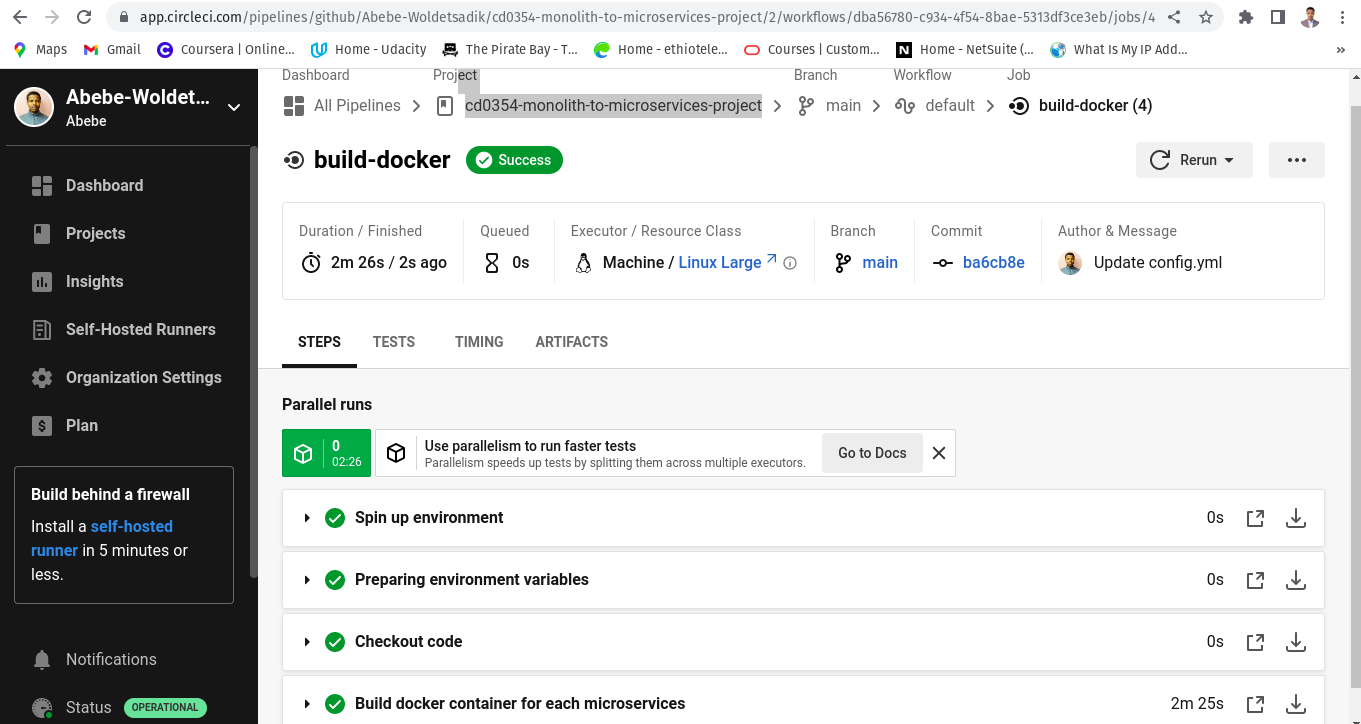 app.circleci.com/pipelines/github/Abebe-Woldetsadik/cd0354-monolith-to-microservices-project/2/workflows/dba56780-c934-4f54-8bae-5313df3ce3eb/jobs/4
Maps Gmail Coursera | Online... Home - Udacity The Pirate Bay - T... Home - ethiotele... Courses | Custom... Home - NetSuite (... What Is My IP Add... »
Abebe-Woldet...
Abebe
Dashboard
Projects
Insights
Self-Hosted Runners
Organization Settings
Plan
Build behind a firewall
Install a self-hosted
runner in 5 minutes or
less.
Notifications
Status OPERATIONAL
Dashboard Project Branch Workflow Job
All Pipelines cd0354-monolith-to-microservices-project main default build-docker (4)
build-docker Success Rerun
Duration / Finished Queued Executor / Resource Class Branch Commit Author & Message
2m 26s / 2s ago 0s Machine / Linux Large main ba6cb8e Update config.yml
STEPS TESTS TIMING ARTIFACTS
Parallel runs
0
02:26
Use parallelism to run faster tests
Parallelism speeds up tests by splitting them across multiple executors.
Go to Docs
Spin up environment 0s
Preparing environment variables 0s
Checkout code 0s
Build docker container for each microservices 2m 25s